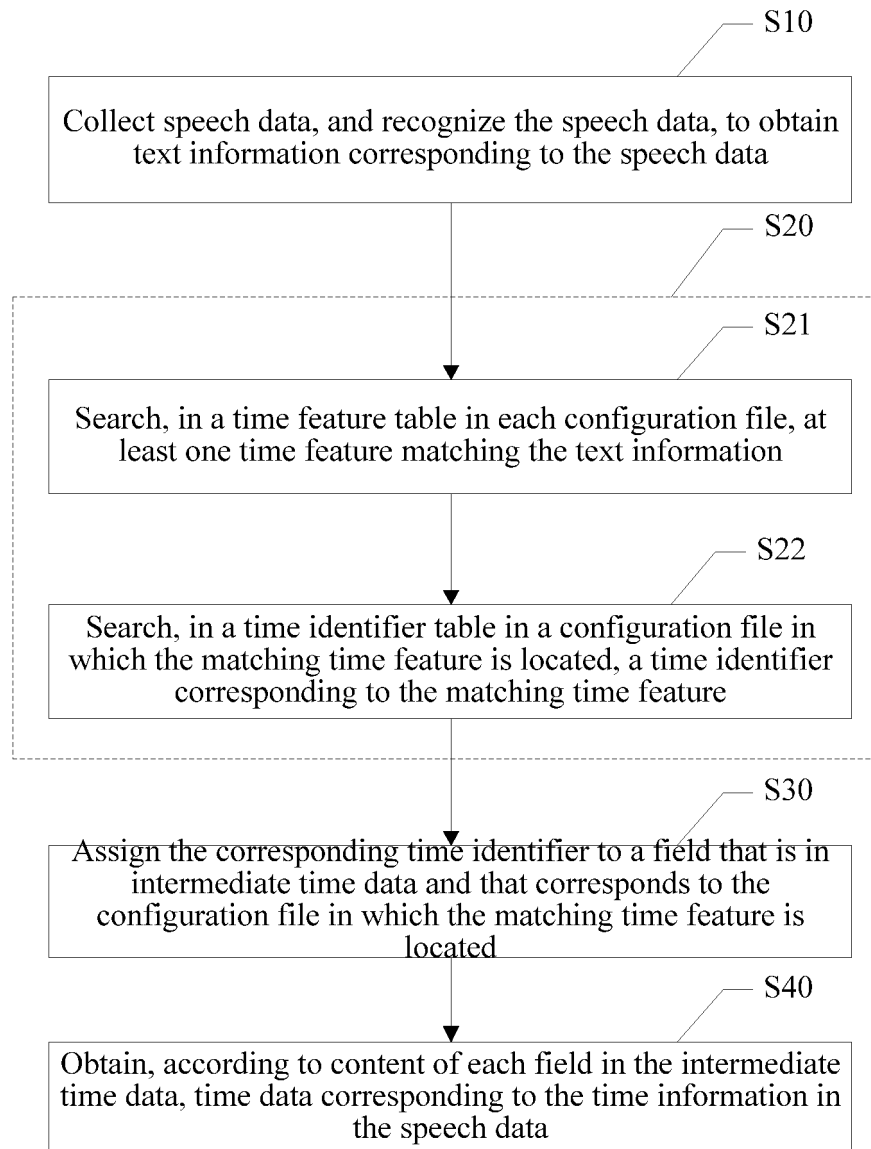 S10
Collect speech data, and recognize the speech data, to obtain
text information corresponding to the speech data
S20
S21
Search, in a time feature table in each configuration file, at
least one time feature matching the text information
S22
Search, in a time identifier table in a configuration file in
which the matching time feature is located, a time identifier
corresponding to the matching time feature
S30
Assign the corresponding time identifier to a field that is in
intermediate time data and that corresponds to the
configuration file in which the matching time feature is
located
S40
Obtain, according to content of each field in the intermediate
time data, time data corresponding to the time information in
the speech data